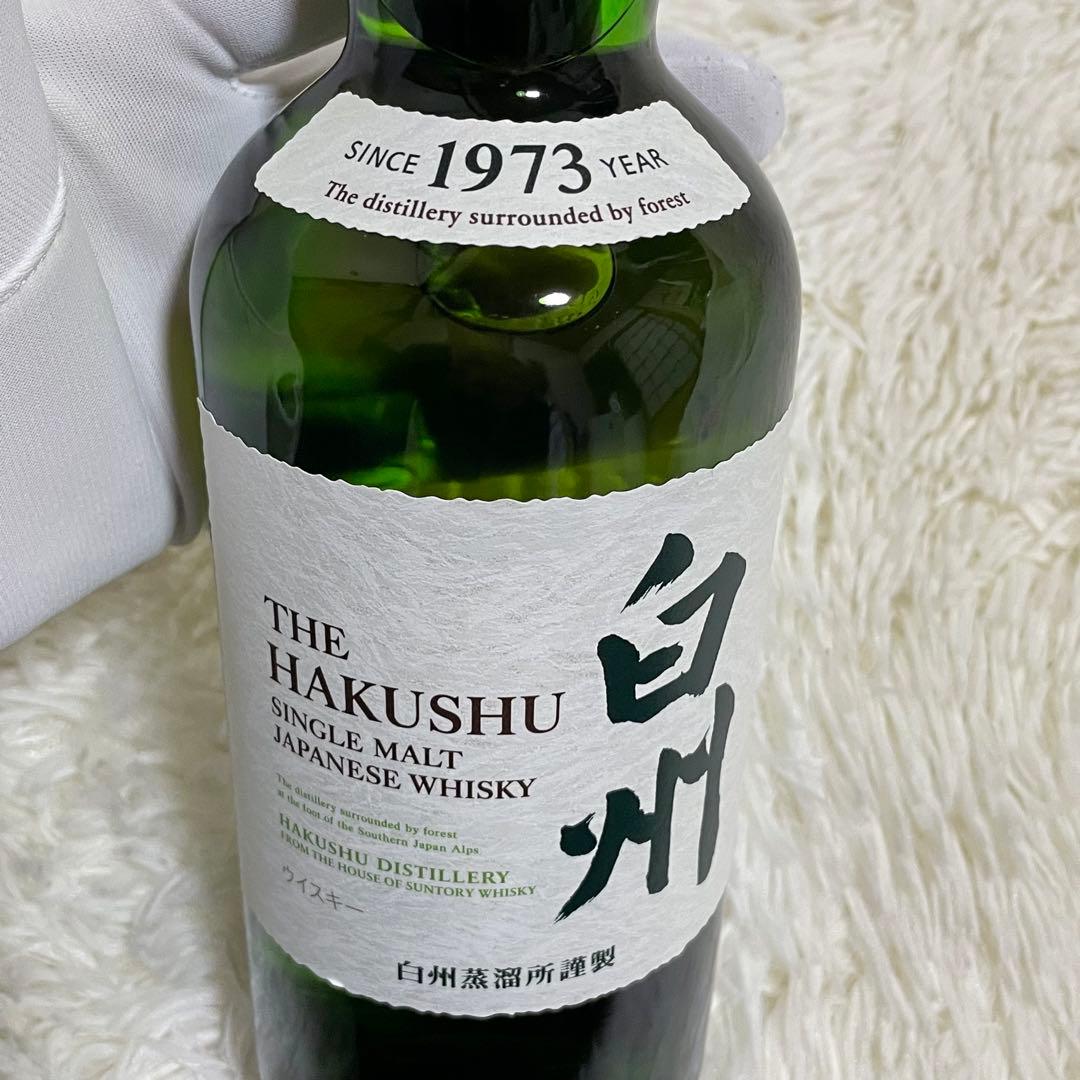 SINCE 1973 YEAR
The distillery surrounded by forest
THE
HAKUSHU
SINGLE MALT
JAPANESE WHISKY
The distillery surrounded by forest
at the foot of the Southern Japan Alps
HAKUSHU DISTILLERY
FROM THE HOUSE OF SUNTORY WHISKY
ウイスキー
白州
白州蒸溜所謹製